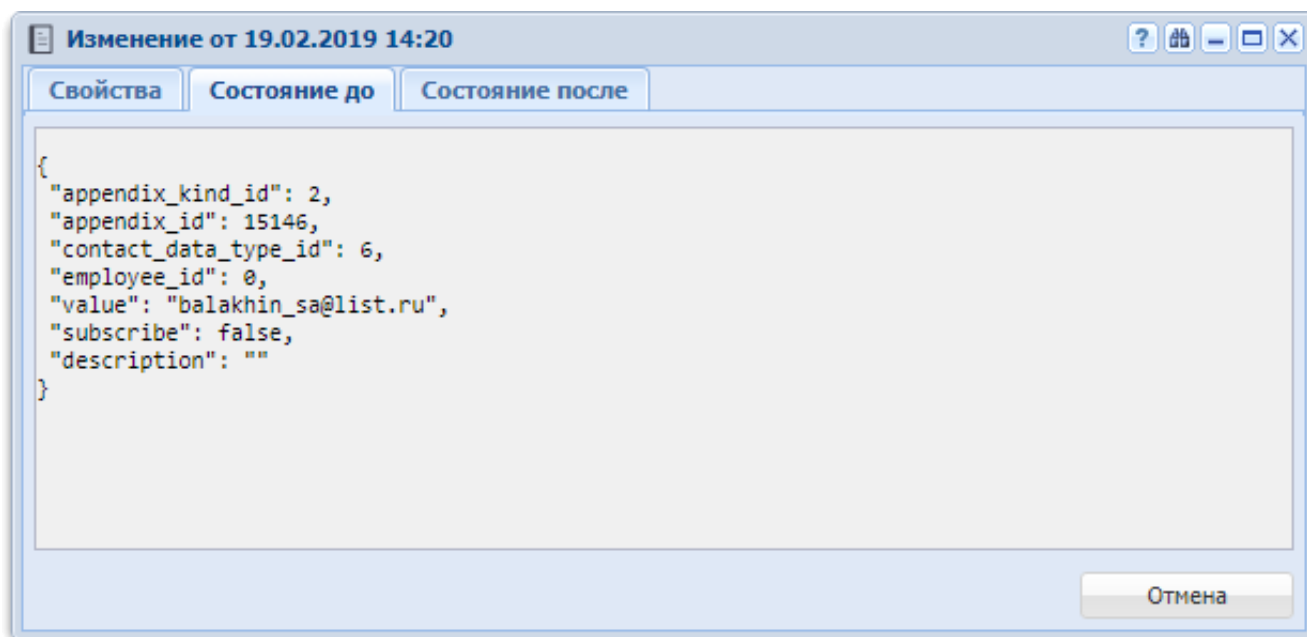 Изменение от 19.02.2019 14:20
?
Свойства Состояние до Состояние после
{
"appendix_kind_id": 2,
"appendix_id": 15146,
"contact_data_type_id": 6,
"employee_id": 0,
"value": "balakhin_sa@list.ru",
"subscribe": false,
"description": ""
}
Отмена